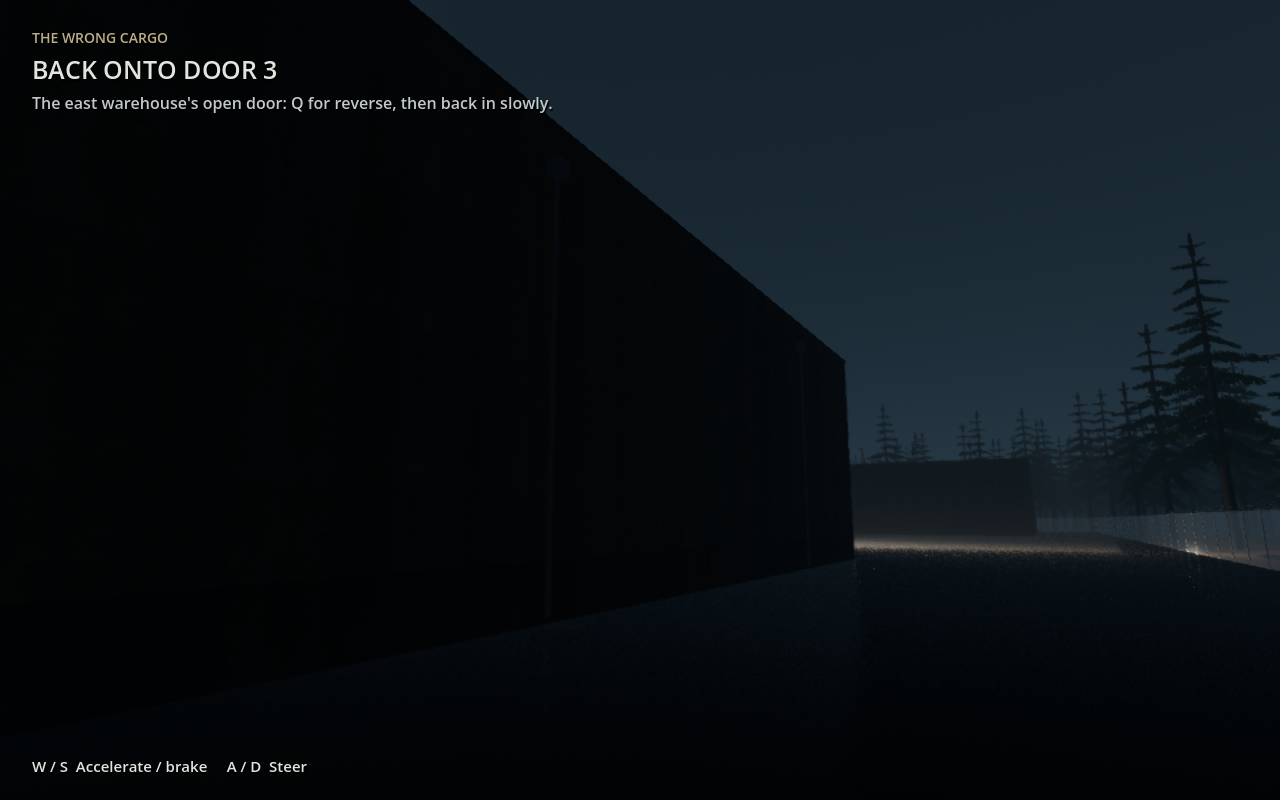 THE WRONG CARGO
BACK ONTO DOOR 3
The east warehouse's open door: Q for reverse, then back in slowly.
W / S Accelerate / brake A / D Steer